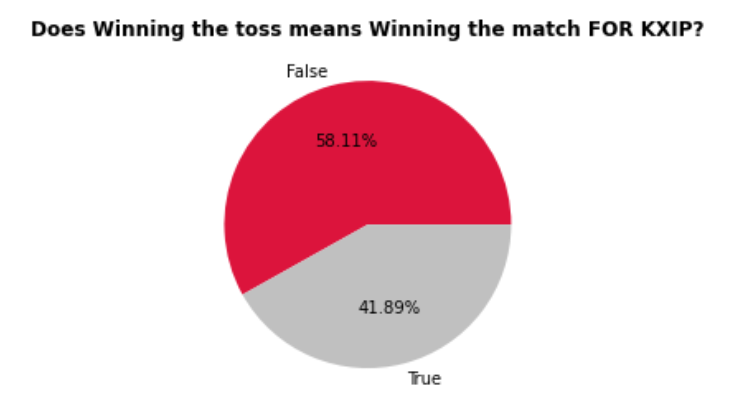 Does Winning the toss means Winning the match FOR KXIP?
False
58.11%
41.89%
True